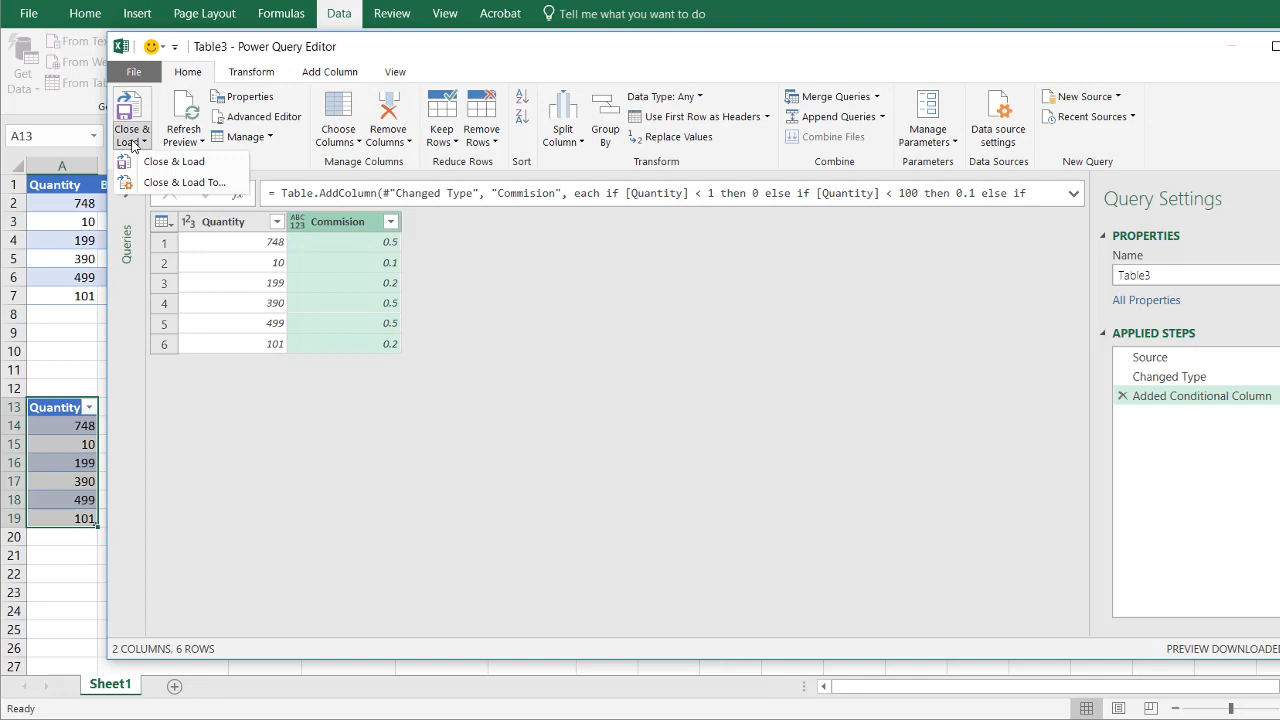 File Home Insert Page Layout Formulas Data Review View Acrobat Tell me what you want to do
Get Data
From Te
From W
From Ta
Table3 - Power Query Editor
File Home Transform Add Column View
Close & Load
Refresh Preview
Properties
Advanced Editor
Manage
Choose Columns
Remove Columns
Manage Columns
Keep Rows
Remove Rows
Reduce Rows
Sort
Split Column
Group By
Data Type: Any
Use First Row as Headers
Replace Values
Transform
Merge Queries
Append Queries
Combine Files
Combine
Manage Parameters
Parameters
Data source settings
Data Sources
New Source
Recent Sources
New Query
Close & Load
Close & Load To...
= Table.AddColumn(#"Changed Type", "Commision", each if [Quantity] < 1 then 0 else if [Quantity] < 100 then 0.1 else if
Queries
1²3 Quantity ABC 123 Commision
1 748 0.5
2 10 0.1
3 199 0.2
4 390 0.5
5 499 0.5
6 101 0.2
Query Settings
PROPERTIES
Name
Table3
All Properties
APPLIED STEPS
Source
Changed Type
Added Conditional Column
2 COLUMNS, 6 ROWS
PREVIEW DOWNLOADED
A13
A
1 Quantity B
2 748
3 10
4 199
5 390
6 499
7 101
8
9
10
11
12
13 Quantity
14 748
15 10
16 199
17 390
18 499
19 101
20
21
22
23
24
25
26
27
Sheet1
Ready